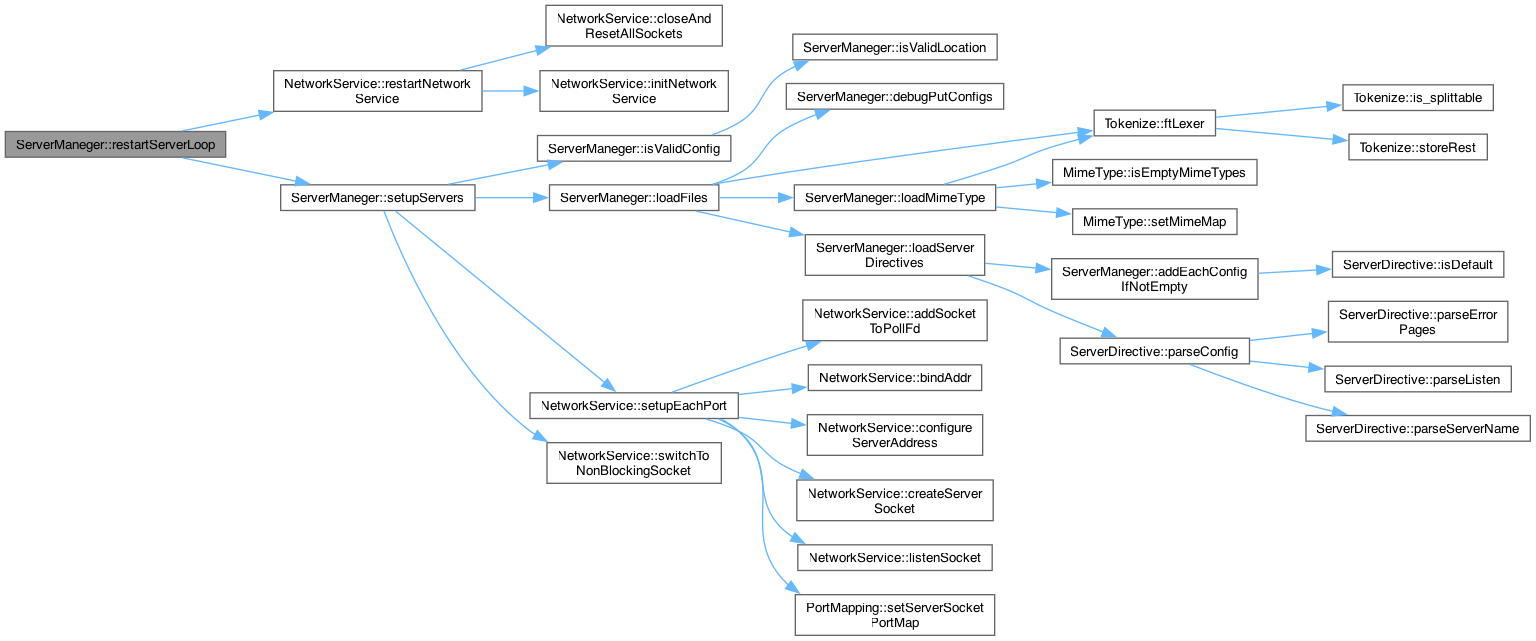 ServerManeger::restartServerLoop
NetworkService::restartNetwork
Service
NetworkService::closeAnd
ResetAllSockets
NetworkService::initNetwork
Service
ServerManeger::setupServers
ServerManeger::isValidConfig
ServerManeger::isValidLocation
ServerManeger::loadFiles
ServerManeger::debugPutConfigs
Tokenize::ftLexer
Tokenize::is_splittable
Tokenize::storeRest
ServerManeger::loadMimeType
MimeType::isEmptyMimeTypes
MimeType::setMimeMap
ServerManeger::loadServer
Directives
ServerManeger::addEachConfig
IfNotEmpty
ServerDirective::isDefault
ServerDirective::parseConfig
ServerDirective::parseError
Pages
ServerDirective::parseListen
ServerDirective::parseServerName
NetworkService::setupEachPort
NetworkService::addSocket
ToPollFd
NetworkService::bindAddr
NetworkService::configure
ServerAddress
NetworkService::createServer
Socket
NetworkService::listenSocket
PortMapping::setServerSocket
PortMap
NetworkService::switchTo
NonBlockingSocket